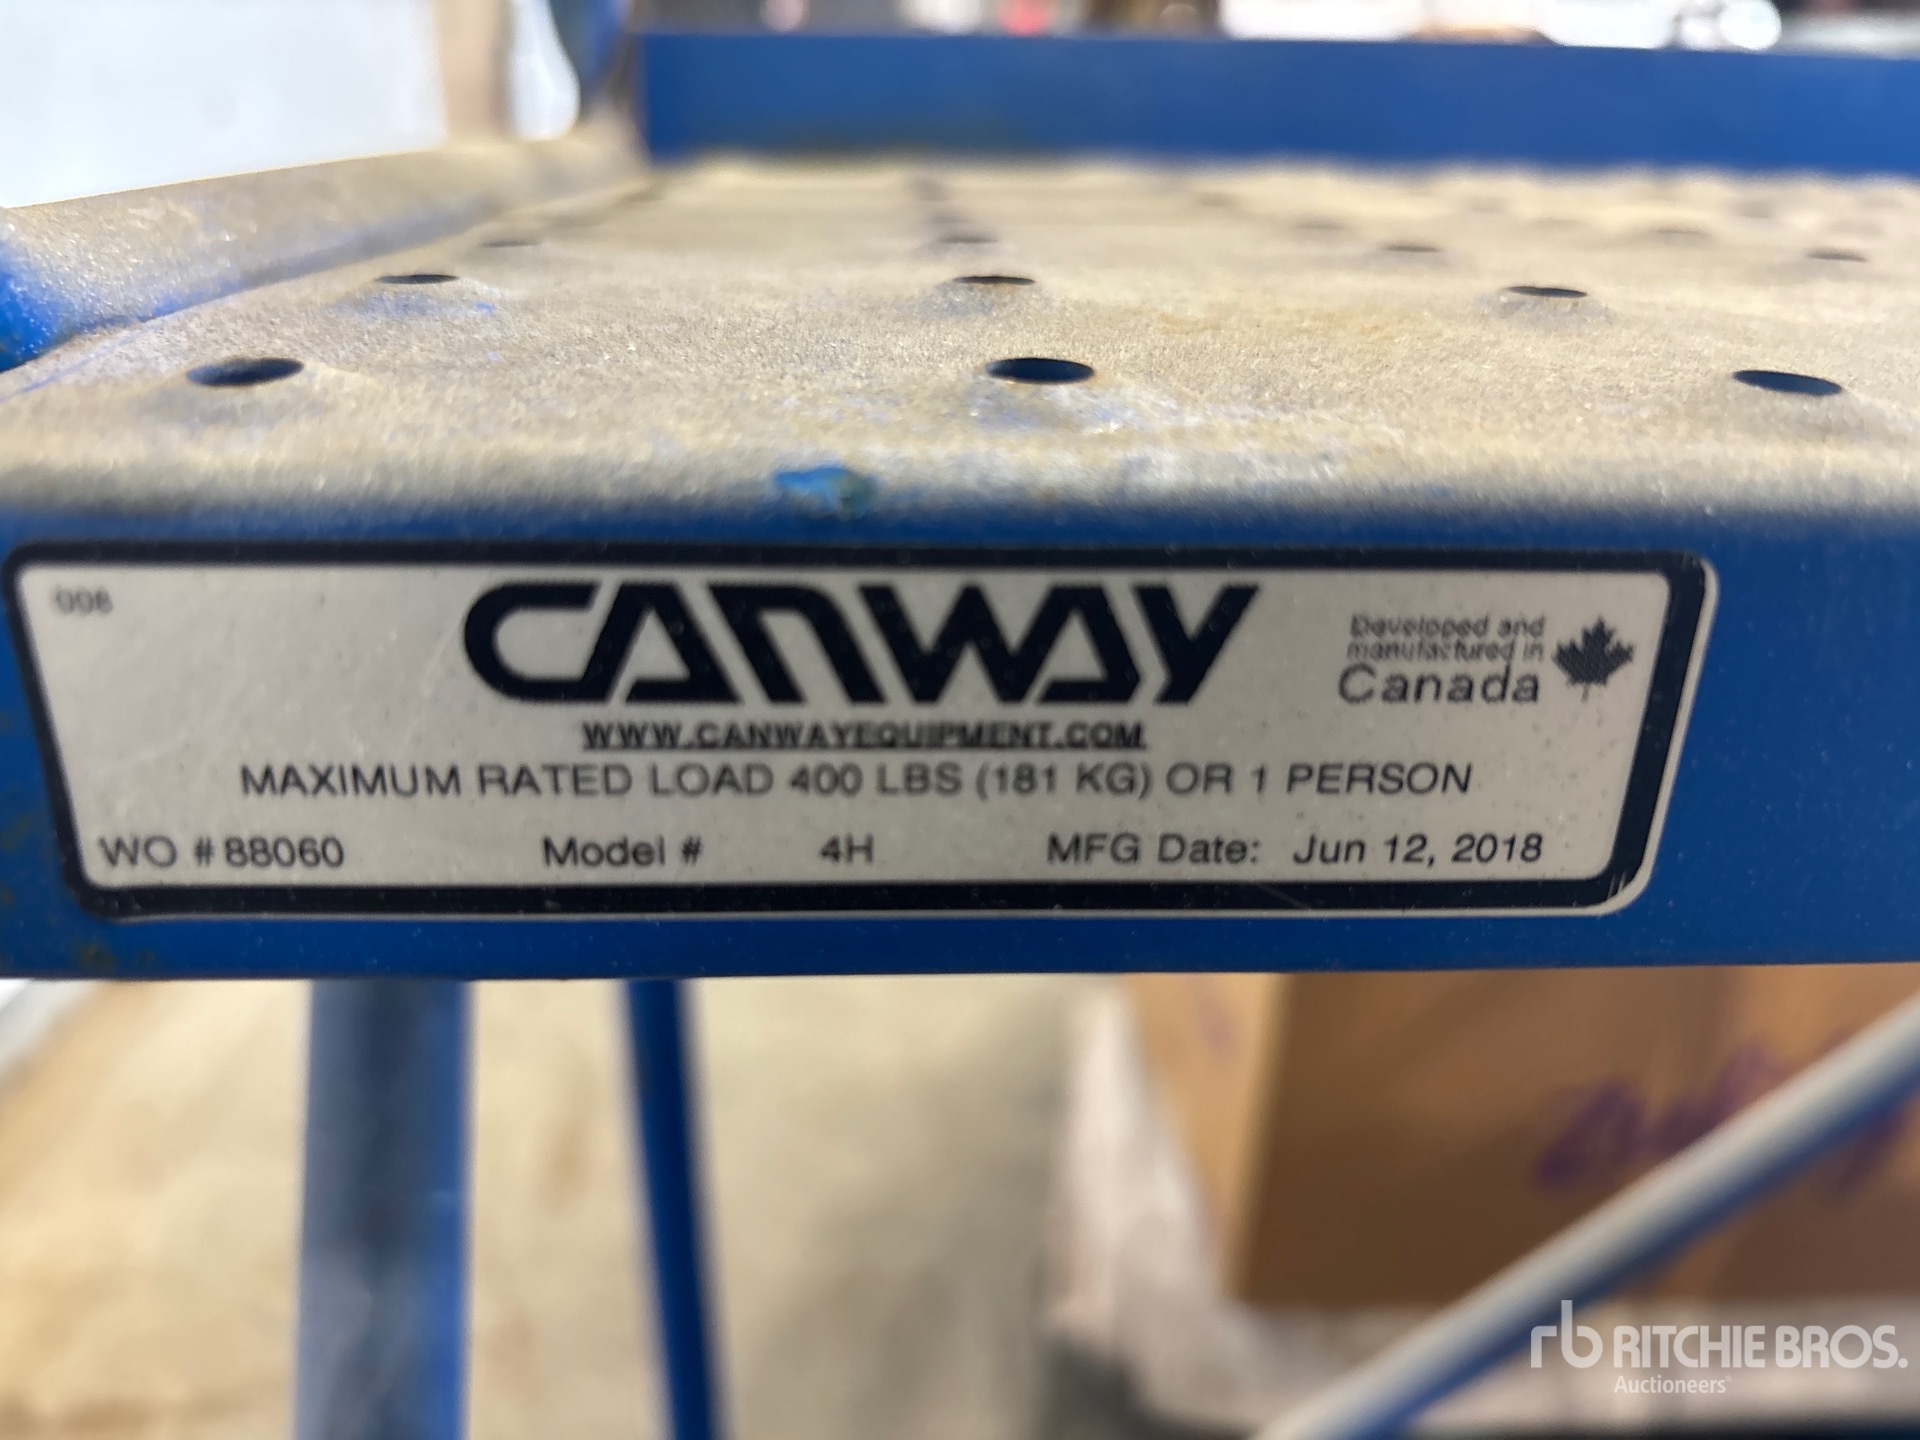 006
CANWAY
Developed and
manufactured in
Canada
WWW.CANWAYEQUIPMENT.COM
MAXIMUM RATED LOAD 400 LBS (181 KG) OR 1 PERSON
WO # 88060 Model # 4H MFG Date: Jun 12, 2018
rb RITCHIE BROS.
Auctioneers